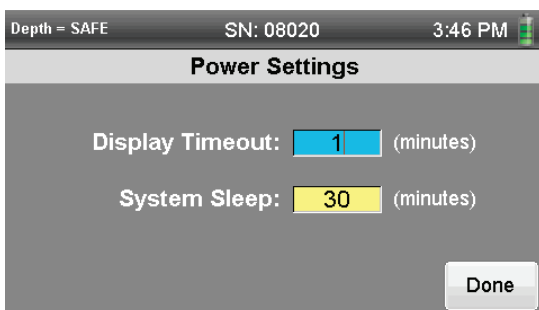 Depth = SAFE SN: 08020 3:46 PM
Power Settings
Display Timeout: 1 (minutes)
System Sleep: 30 (minutes)
Done